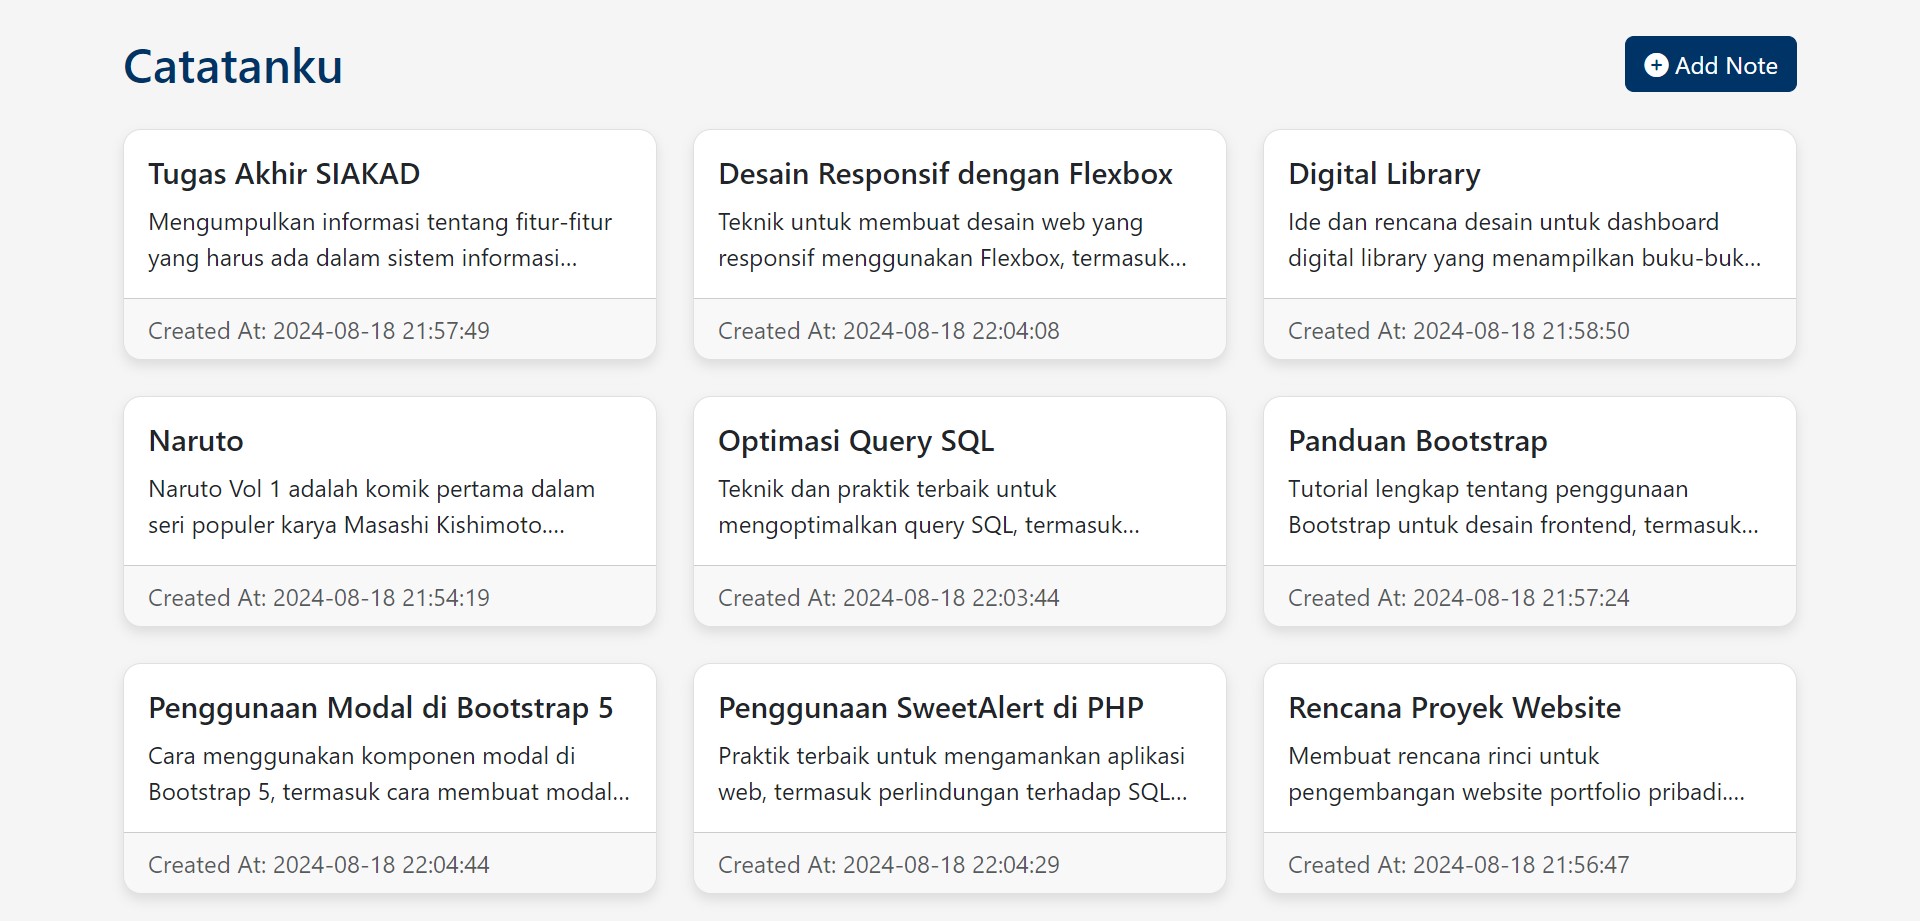 Catatanku
Add Note
Tugas Akhir SIAKAD
Mengumpulkan informasi tentang fitur-fitur
yang harus ada dalam sistem informasi...
Created At: 2024-08-18 21:57:49
Desain Responsif dengan Flexbox
Teknik untuk membuat desain web yang
responsif menggunakan Flexbox, termasuk...
Created At: 2024-08-18 22:04:08
Digital Library
Ide dan rencana desain untuk dashboard
digital library yang menampilkan buku-buk...
Created At: 2024-08-18 21:58:50
Naruto
Naruto Vol 1 adalah komik pertama dalam
seri populer karya Masashi Kishimoto....
Created At: 2024-08-18 21:54:19
Optimasi Query SQL
Teknik dan praktik terbaik untuk
mengoptimalkan query SQL, termasuk...
Created At: 2024-08-18 22:03:44
Panduan Bootstrap
Tutorial lengkap tentang penggunaan
Bootstrap untuk desain frontend, termasuk...
Created At: 2024-08-18 21:57:24
Penggunaan Modal di Bootstrap 5
Cara menggunakan komponen modal di
Bootstrap 5, termasuk cara membuat modal...
Created At: 2024-08-18 22:04:44
Penggunaan SweetAlert di PHP
Praktik terbaik untuk mengamankan aplikasi
web, termasuk perlindungan terhadap SQL...
Created At: 2024-08-18 22:04:29
Rencana Proyek Website
Membuat rencana rinci untuk
pengembangan website portfolio pribadi....
Created At: 2024-08-18 21:56:47